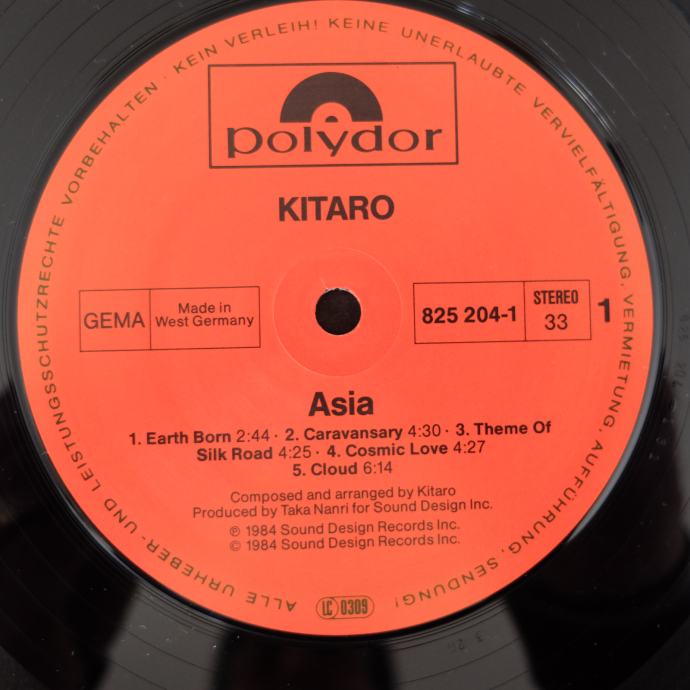 ALLE URHEBER- UND LEISTUNGSSCHUTZRECHTE VORBEHALTEN · KEIN VERLEIH! KEINE UNERLAUBTE VERVIELFÄLTIGUNG, VERMIETUNG, AUFFÜHRUNG, SENDUNG!
polydor
KITARO
GEMA
Made in
West Germany
825 204-1
STEREO
33
1
Asia
1. Earth Born 2:44 · 2. Caravansary 4:30 · 3. Theme Of
Silk Road 4:25 · 4. Cosmic Love 4:27
5. Cloud 6:14
Composed and arranged by Kitaro
Produced by Taka Nanri for Sound Design Inc.
℗ 1984 Sound Design Records Inc.
© 1984 Sound Design Records Inc.
LC 0309